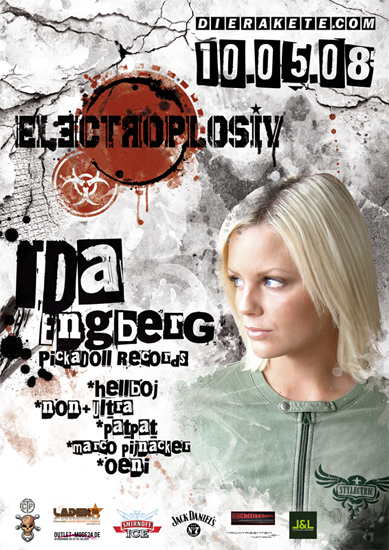 DIERAKETE.COM
10.05.08
ELECTROPLOSIV
IDA
ENGBERG
PICKADOLL RECORDS
*hellboj
*non+ultra
*patpat
*marco pijnacker
*oeni
STYLECTRIC
LADEN
OUTLET-MODE24.DE
SMIRNOFF
ICE
JACK DANIEL'S
J&L